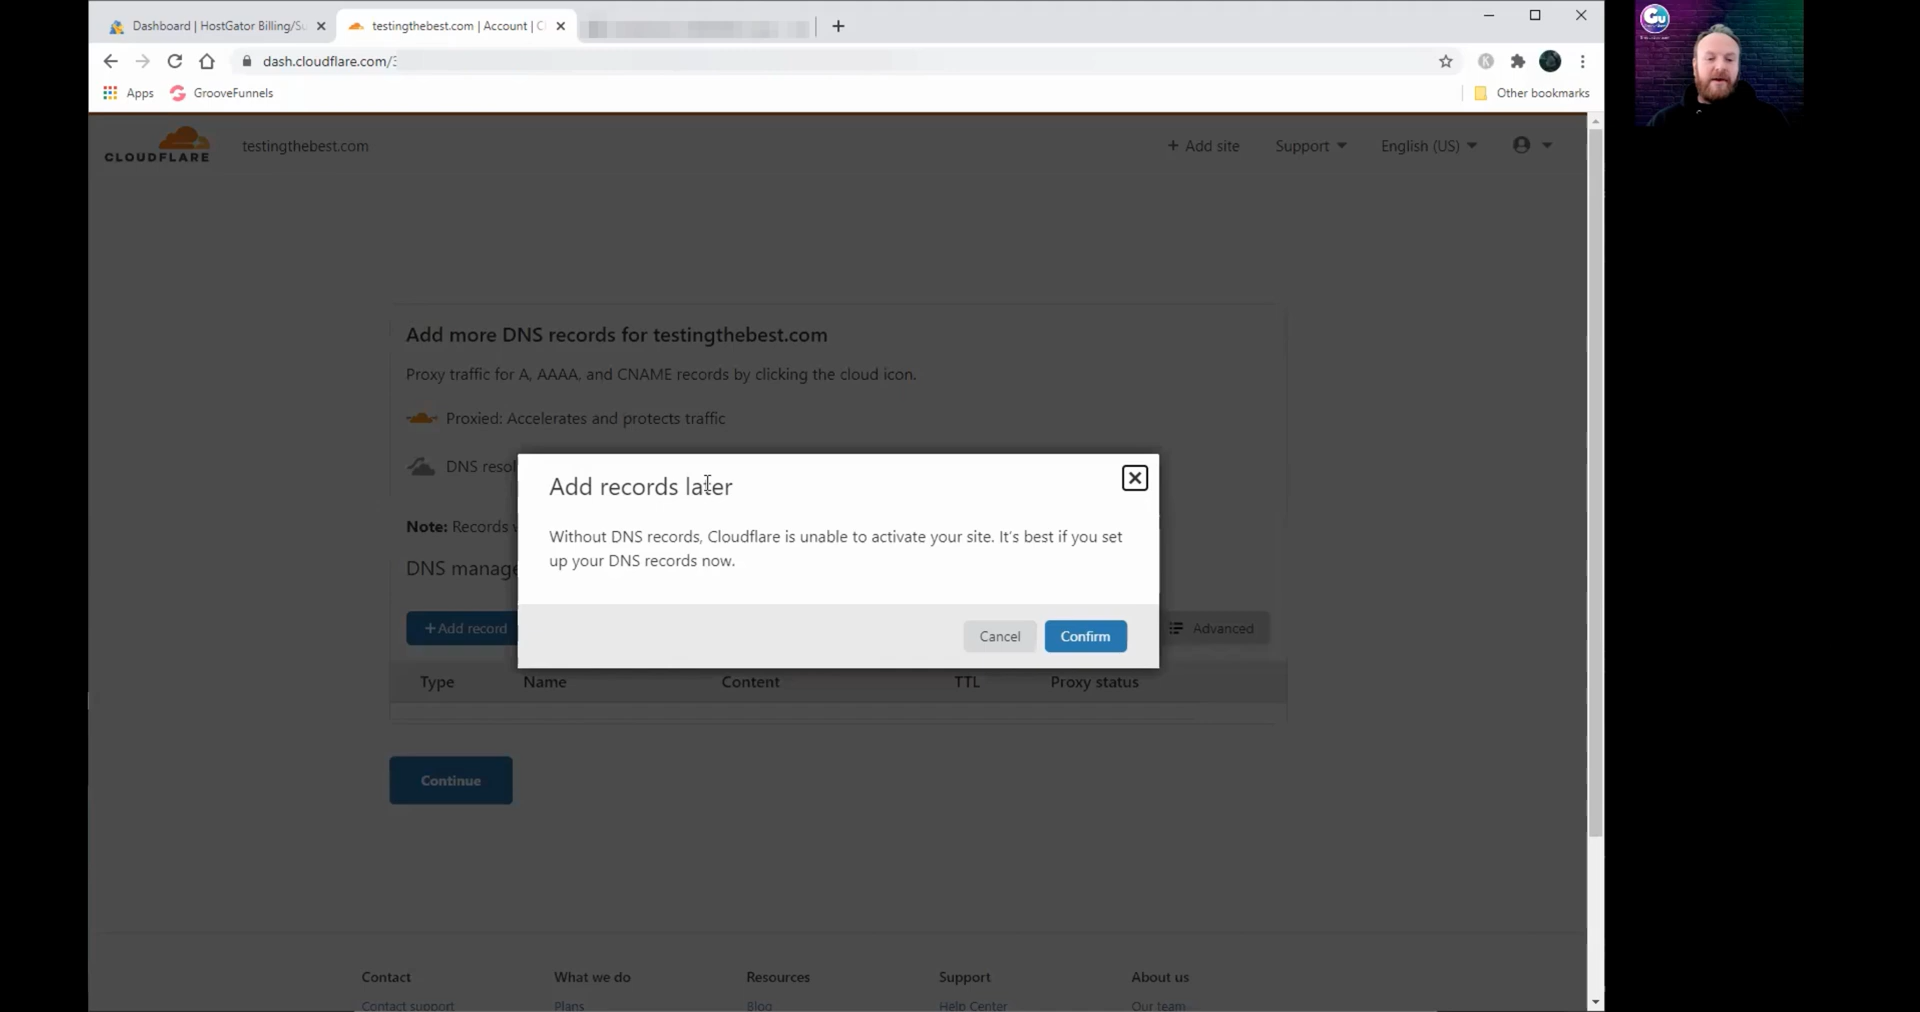 Dashboard | HostGator Billing/Su
testingthebest.com | Account | C
dash.cloudflare.com/3
Apps
GrooveFunnels
Other bookmarks
CLOUDFLARE
testingthebest.com
+ Add site
Support
English (US)
Add more DNS records for testingthebest.com
Proxy traffic for A, AAAA, and CNAME records by clicking the cloud icon.
Proxied: Accelerates and protects traffic
DNS resol
Add records later
Without DNS records, Cloudflare is unable to activate your site. It's best if you set
up your DNS records now.
Note: Records
DNS manage
Cancel
Confirm
+Add record
Advanced
Type
Name
Content
TTL
Proxy status
Continue
Contact
What we do
Resources
Support
About us
Contact support
Plans
Blog
Help Center
Our team